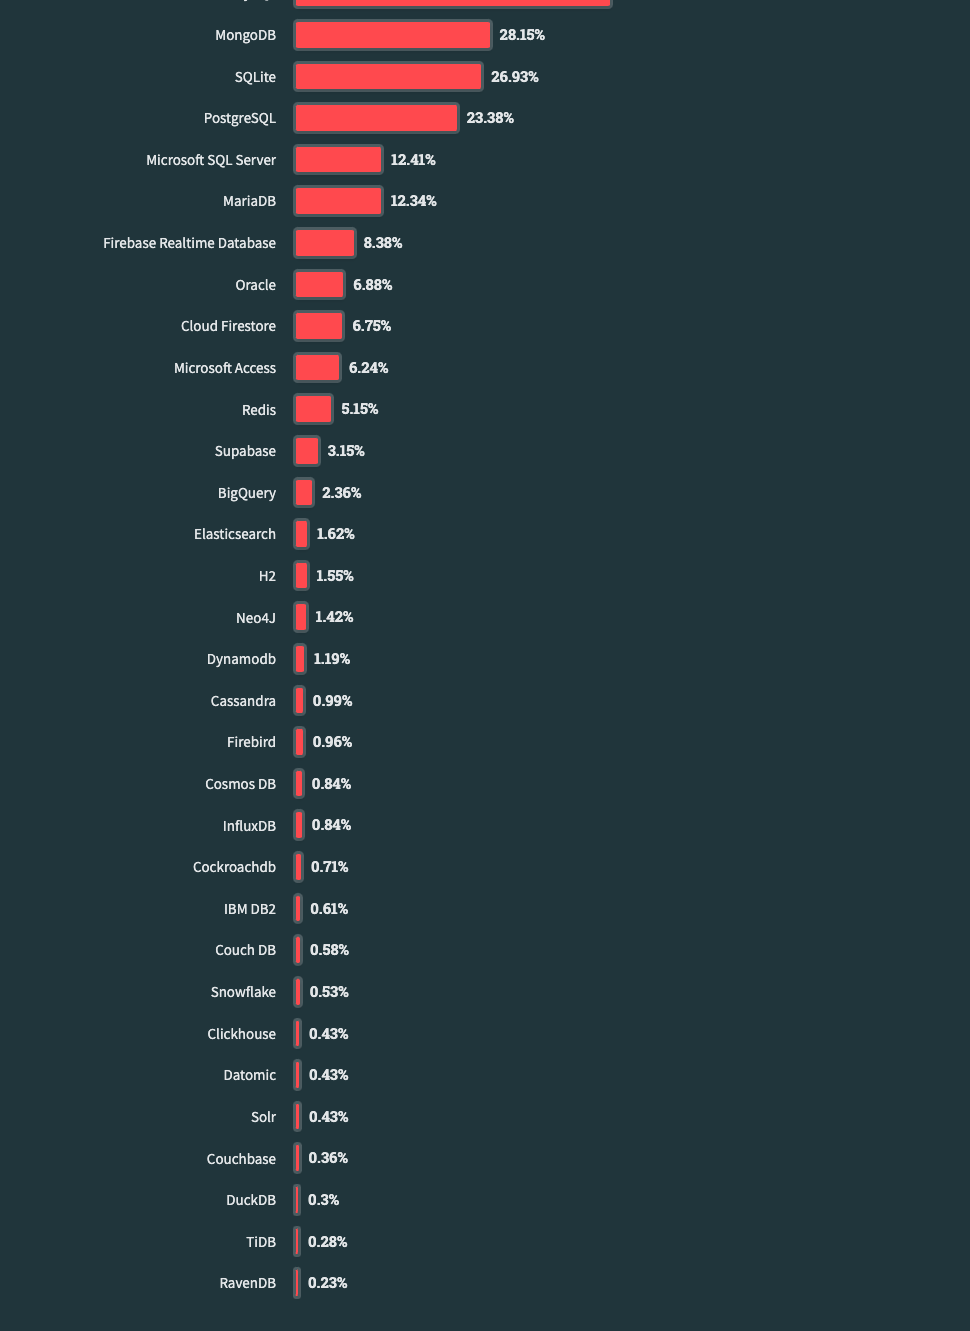 MongoDB 28.15%
SQLite 26.93%
PostgreSQL 23.38%
Microsoft SQL Server 12.41%
MariaDB 12.34%
Firebase Realtime Database 8.38%
Oracle 6.88%
Cloud Firestore 6.75%
Microsoft Access 6.24%
Redis 5.15%
Supabase 3.15%
BigQuery 2.36%
Elasticsearch 1.62%
H2 1.55%
Neo4J 1.42%
Dynamodb 1.19%
Cassandra 0.99%
Firebird 0.96%
Cosmos DB 0.84%
InfluxDB 0.84%
Cockroachdb 0.71%
IBM DB2 0.61%
Couch DB 0.58%
Snowflake 0.53%
Clickhouse 0.43%
Datomic 0.43%
Solr 0.43%
Couchbase 0.36%
DuckDB 0.3%
TiDB 0.28%
RavenDB 0.23%